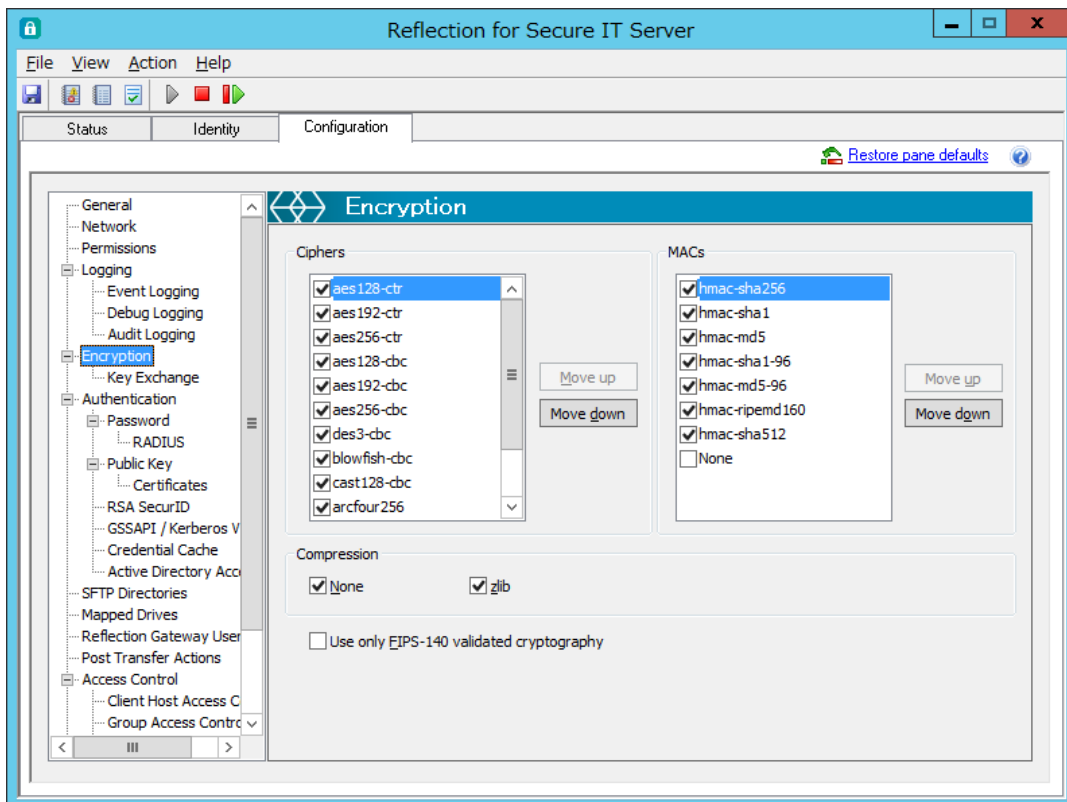 Reflection for Secure IT Server
File View Action Help
Status Identity Configuration
Restore pane defaults
General
Network
Permissions
Logging
Event Logging
Debug Logging
Audit Logging
Encryption
Key Exchange
Authentication
Password
RADIUS
Public Key
Certificates
RSA SecurID
GSSAPI / Kerberos V
Credential Cache
Active Directory Acc
SFTP Directories
Mapped Drives
Reflection Gateway User
Post Transfer Actions
Access Control
Client Host Access C
Group Access Contrc
Encryption
Ciphers
aes128-ctr
aes192-ctr
aes256-ctr
aes128-cbc
aes192-cbc
aes256-cbc
des3-cbc
blowfish-cbc
cast128-cbc
arcfour256
Move up
Move down
MACs
hmac-sha256
hmac-sha1
hmac-md5
hmac-sha1-96
hmac-md5-96
hmac-ripemd160
hmac-sha512
None
Move up
Move down
Compression
None zlib
Use only FIPS-140 validated cryptography